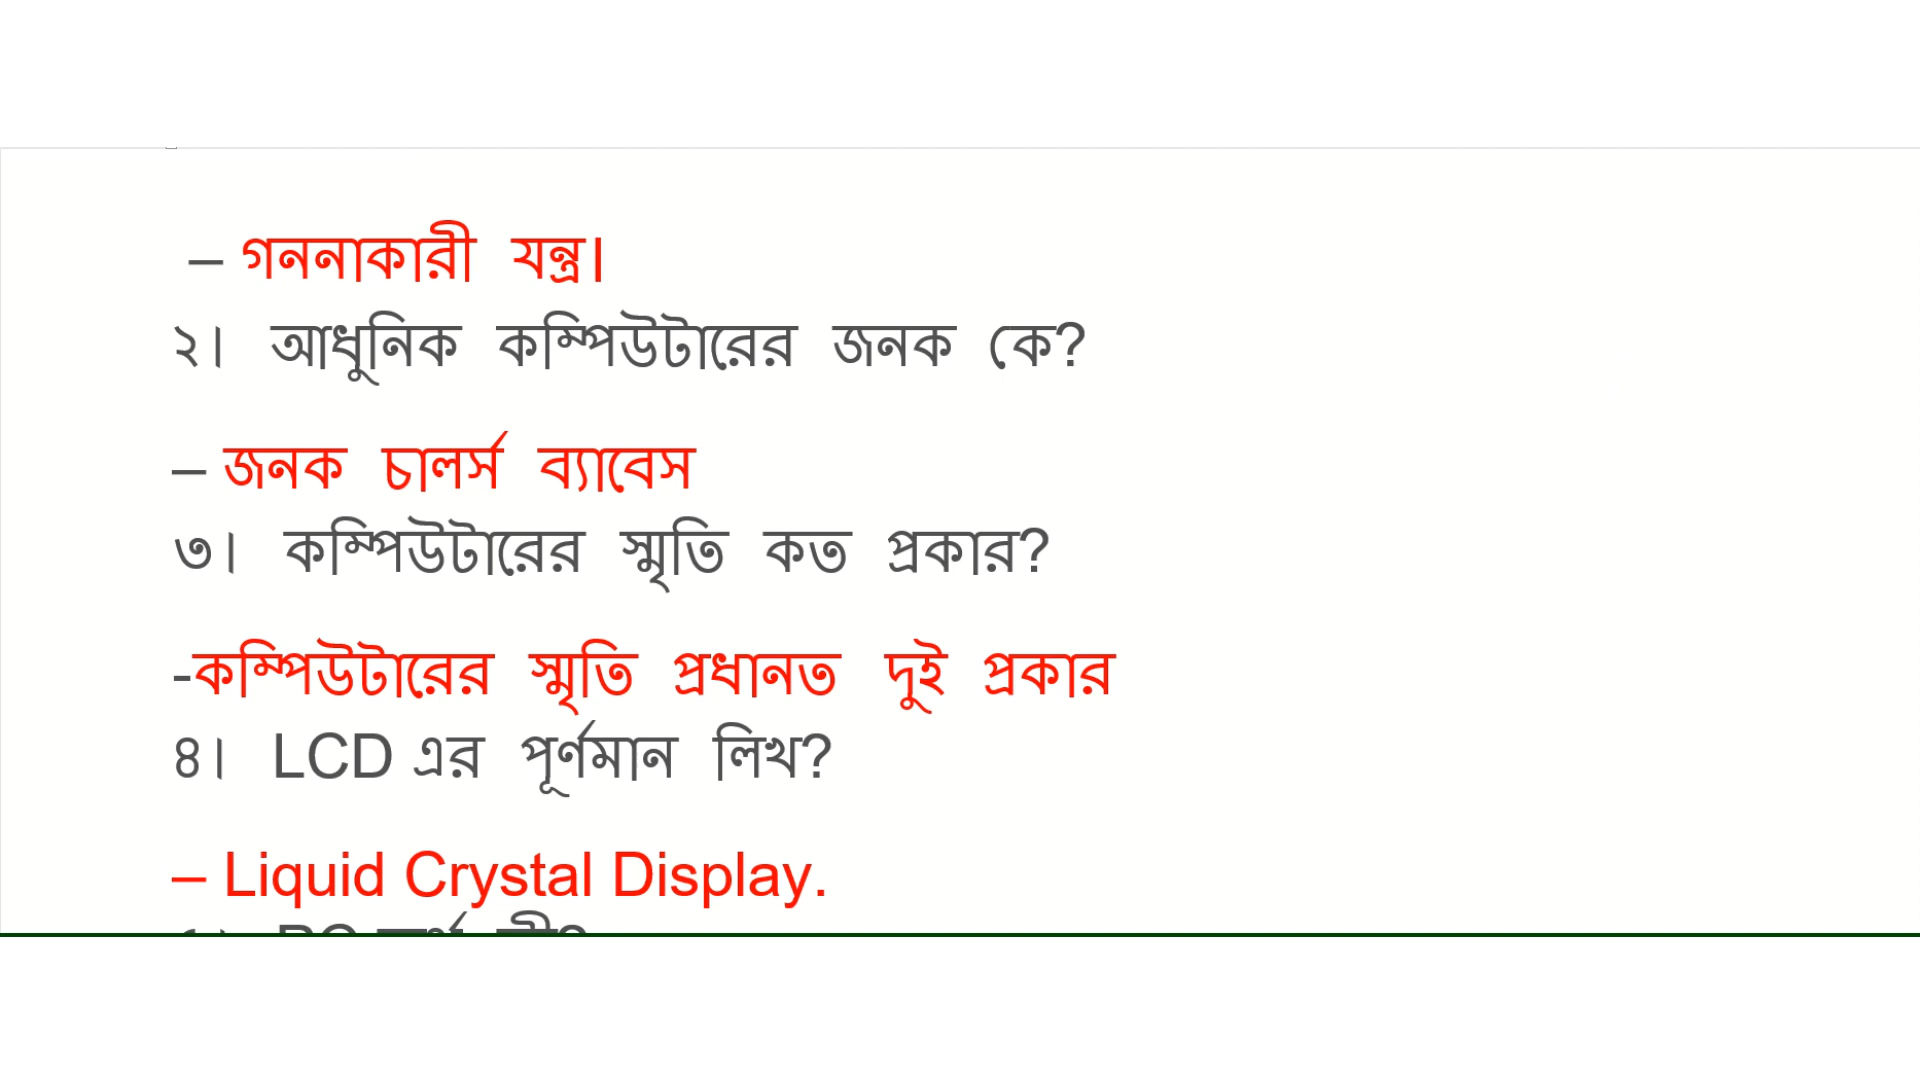 – গননাকারী যন্ত্র।
২। আধুনিক কম্পিউটারের জনক কে?
– জনক চালর্স ব্যাবেস
৩। কম্পিউটারের স্মৃতি কত প্রকার?
-কম্পিউটারের স্মৃতি প্রধানত দুই প্রকার
৪। LCD এর পূর্ণমান লিখ?
– Liquid Crystal Display.